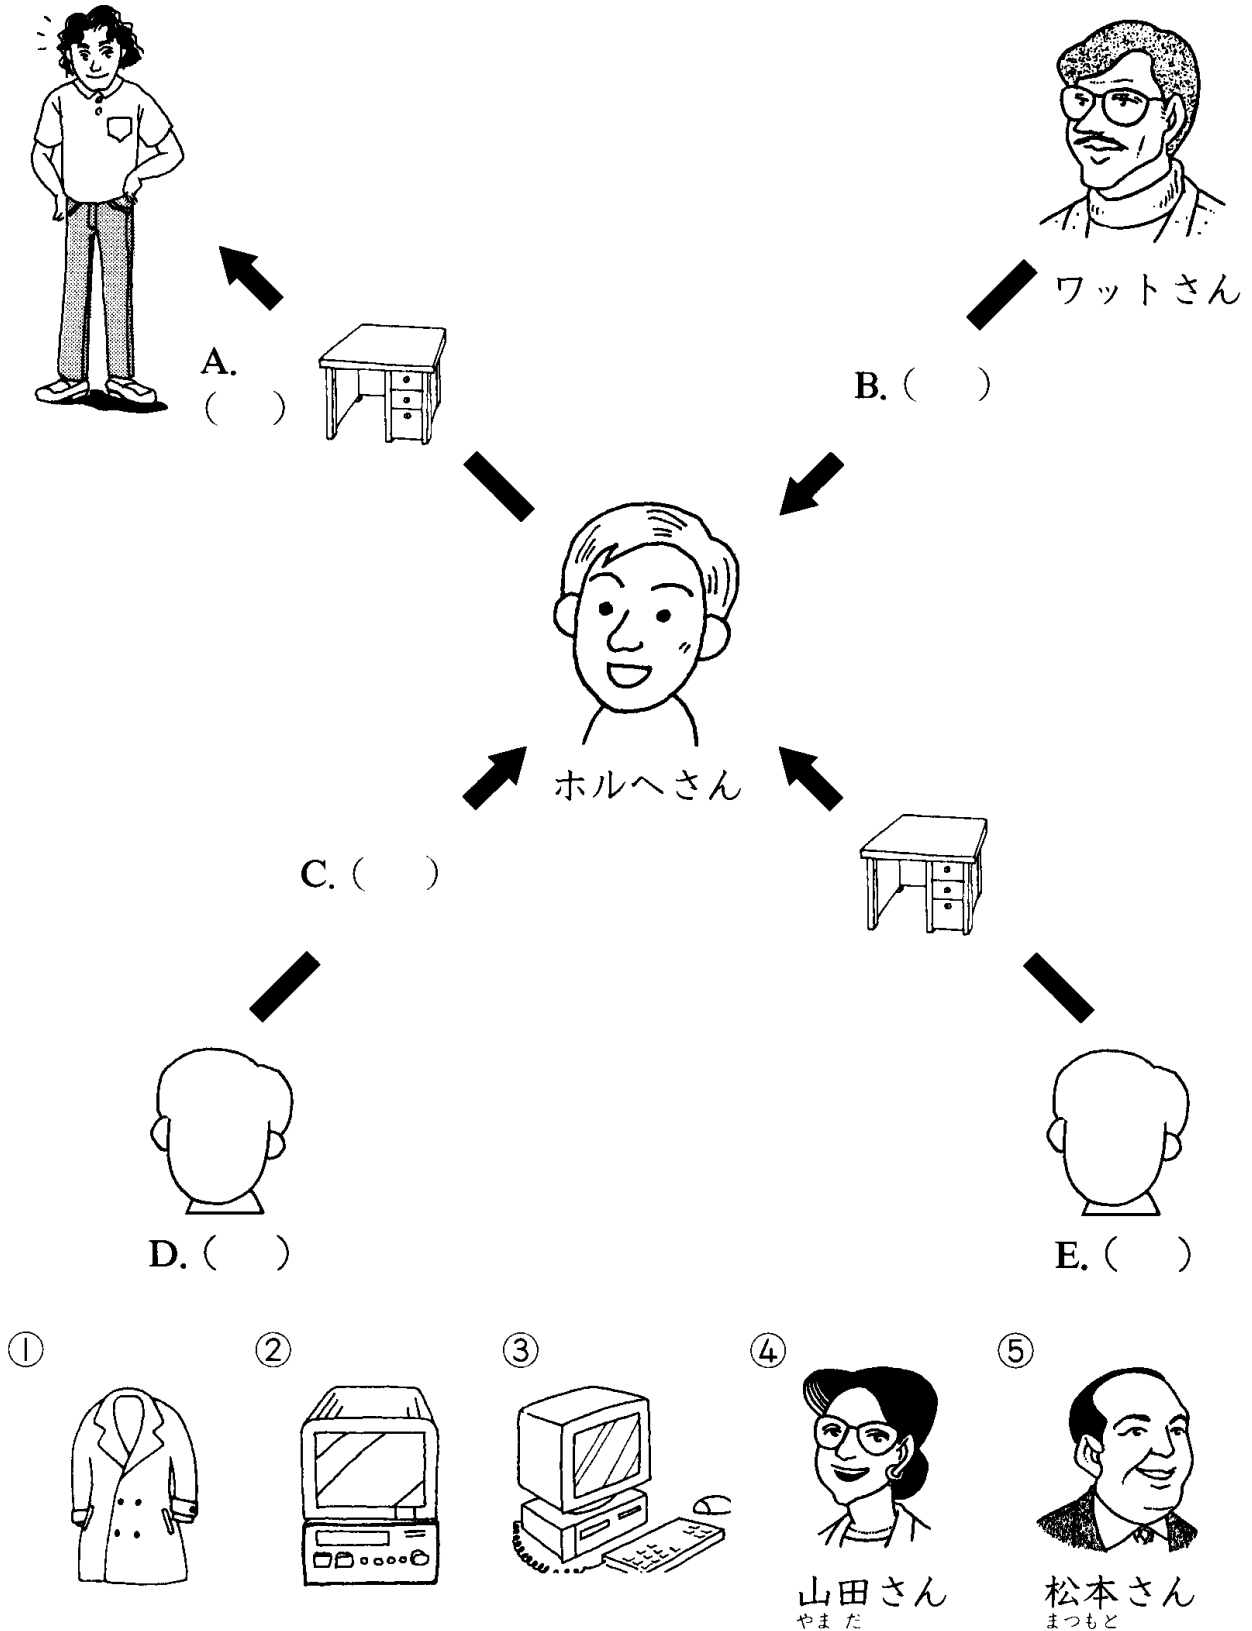 ワットさん
A.
(　)
B.(　)
ホルヘさん
C.(　)
D.(　)
E.(　)
① ② ③ ④ ⑤
山田さん 松本さん
やまだ まつもと